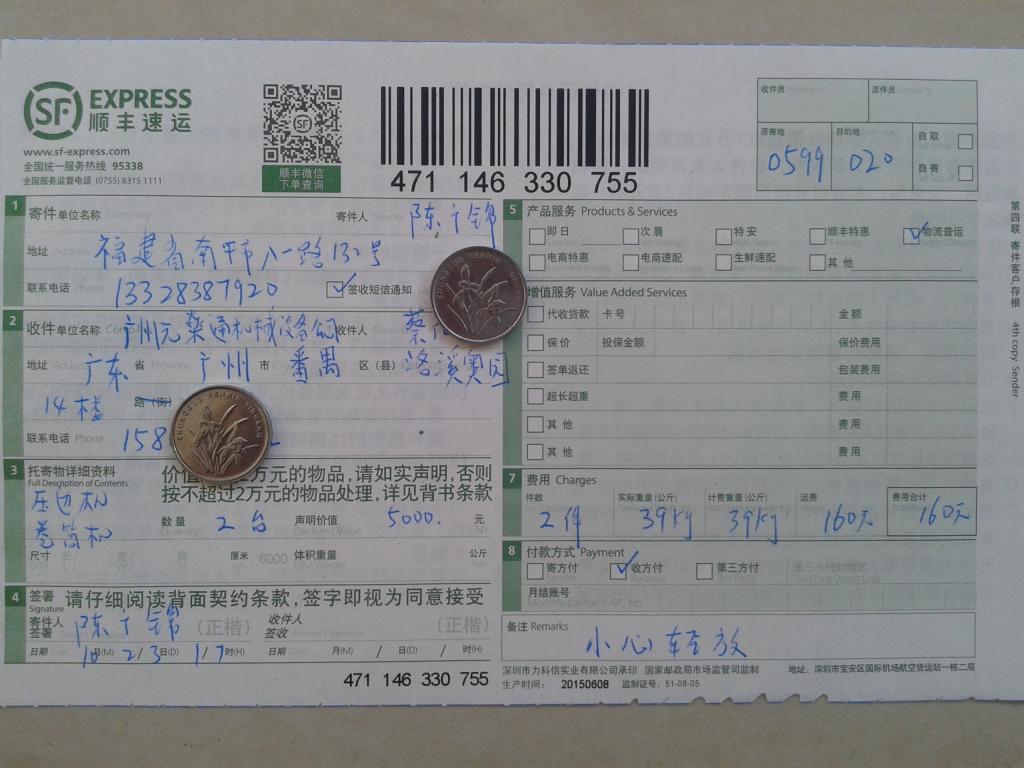 SF EXPRESS
顺丰速运
www.sf-express.com
全国统一服务热线 95338
全国服务监督电话 (0755) 8315 1111
顺丰微信
下单查询
471 146 330 755
收件员 派件员
原寄地 目的地 自取
0599 020
自寄
第四联 寄件客户存根 4th copy Sender
1 寄件单位名称 Company 寄件人 Sender 陈
地址 Address 福建省南平市八一路132号
联系电话 Phone 13328387920 签收短信通知
2 收件单位名称 Company 广州元 通机械设备公司 收件人 Receiver 蔡
地址 Address 广东 省 Province 广州 市 番禺 区(县) 洛溪奥园
14楼 路(街)
联系电话 Phone 158
3 托寄物详细资料
Full Description of Contents
价值 2万元的物品,请如实声明,否则
按不超过2万元的物品处理,详见背书条款
压边机
卷筒机
数量 Quantity 2台 声明价值 Declared Value 5000. 元 CNY
尺寸 长/ 宽/ 高 厘米 / 6000 体积重量 公斤
4 签署 Signature 请仔细阅读背面契约条款,签字即视为同意接受
寄件人签署 陈 锦 (正楷) 收件人签收 (正楷)
日期 10月(M) 2/3日(D) 1/7时(H) 日期 月(M) / 日(D) / 时(H)
471 146 330 755
5 产品服务 Products & Services
即日 次晨 特安 顺丰特惠 物流普运
电商特惠 电商速配 生鲜速配 其他
增值服务 Value Added Services
代收货款 卡号 金额
保价 投保金额 保价费用
签单返还 包装费用
超长超重 费用
其他 费用
其他 费用
7 费用 Charges
件数 实际重量(公斤) 计费重量(公斤) 运费 费用合计
2件 39kg 39kg 160元 160元
8 付款方式 Payment
寄方付 收方付 Receiver 第三方付 Third Party 第三方付款地区
月结账号 Monthly-payment A/C No
备注 Remarks 小心轻放
深圳市力科信实业有限公司承印 国家邮政局市场监管司监制 地址:深圳市宝安区国际机场航空货运站一栋二层
生产时间: 20150608 监制证号:51-08-05